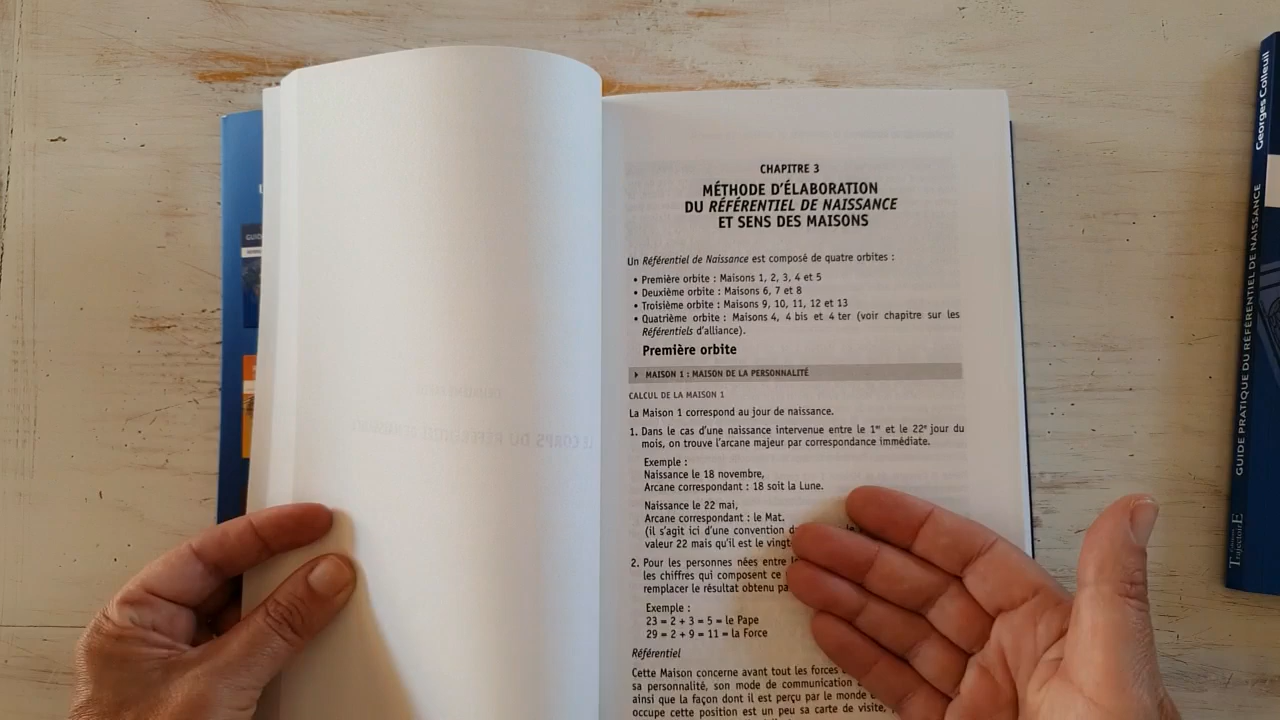 CHAPITRE 3
MÉTHODE D'ÉLABORATION
DU RÉFÉRENTIEL DE NAISSANCE
ET SENS DES MAISONS
Un Référentiel de Naissance est composé de quatre orbites :
• Première orbite : Maisons 1, 2, 3, 4 et 5
• Deuxième orbite : Maisons 6, 7 et 8
• Troisième orbite : Maisons 9, 10, 11, 12 et 13
• Quatrième orbite : Maisons 4, 4 bis et 4 ter (voir chapitre sur les
Référentiels d'alliance).
Première orbite
MAISON 1 : MAISON DE LA PERSONNALITÉ
CALCUL DE LA MAISON 1
La Maison 1 correspond au jour de naissance.
1. Dans le cas d'une naissance intervenue entre le 1er et le 22e jour du
mois, on trouve l'arcane majeur par correspondance immédiate.
Exemple :
Naissance le 18 novembre,
Arcane correspondant : 18 soit la Lune.
Naissance le 22 mai,
Arcane correspondant : le Mat.
(il s'agit ici d'une convention
valeur 22 mais qu'il est le
2. Pour les personnes nées entre
les chiffres qui composent ce
remplacer le résultat obtenu
Exemple :
23 = 2 + 3 = 5 = le Pape
29 = 2 + 9 = 11 = la Force
Référentiel
Cette Maison concerne avant tout les forces
sa personnalité, son mode de communication
ainsi que la façon dont il est perçu par le monde
occupe cette position est un peu sa carte de visite,
LE CORPS DU RÉFÉRENTIEL DE NAISSANCE
Georges Colleuil
GUIDE PRATIQUE DU RÉFÉRENTIEL DE NAISSANCE
Trajectoire